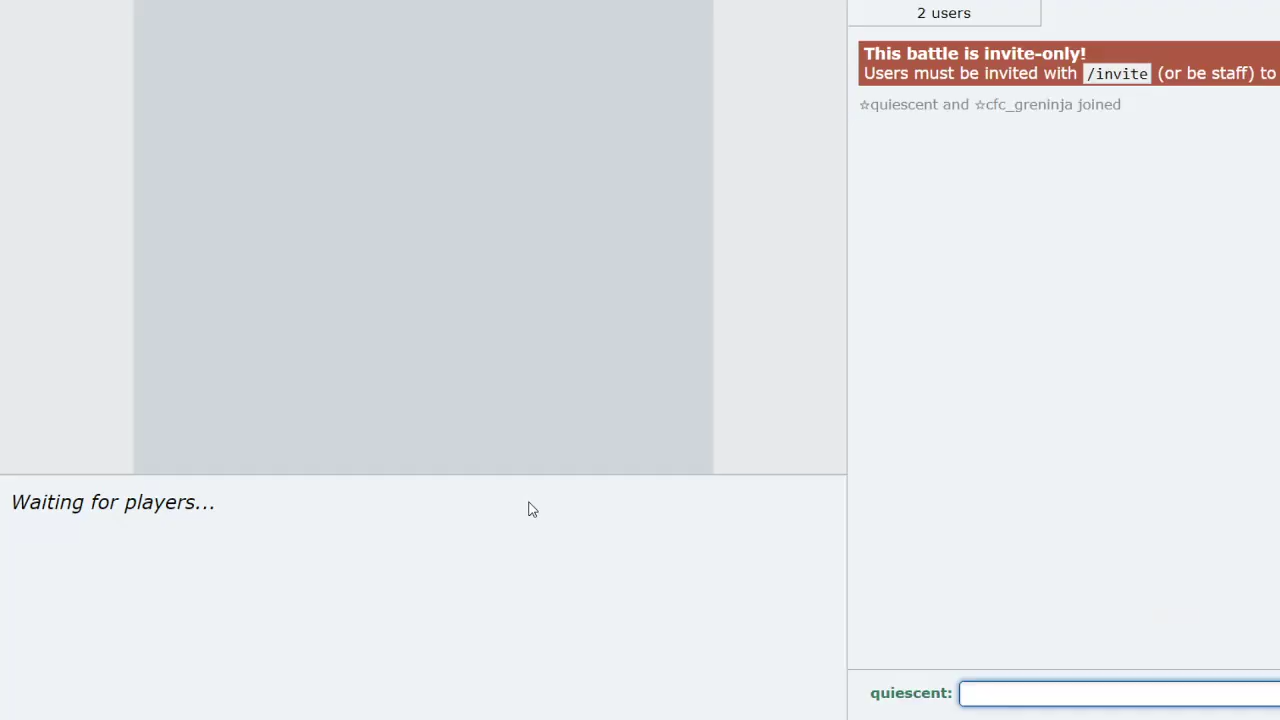 2 users
This battle is invite-only!
Users must be invited with /invite (or be staff) to
☆quiescent and ☆cfc_greninja joined
Waiting for players...
quiescent: